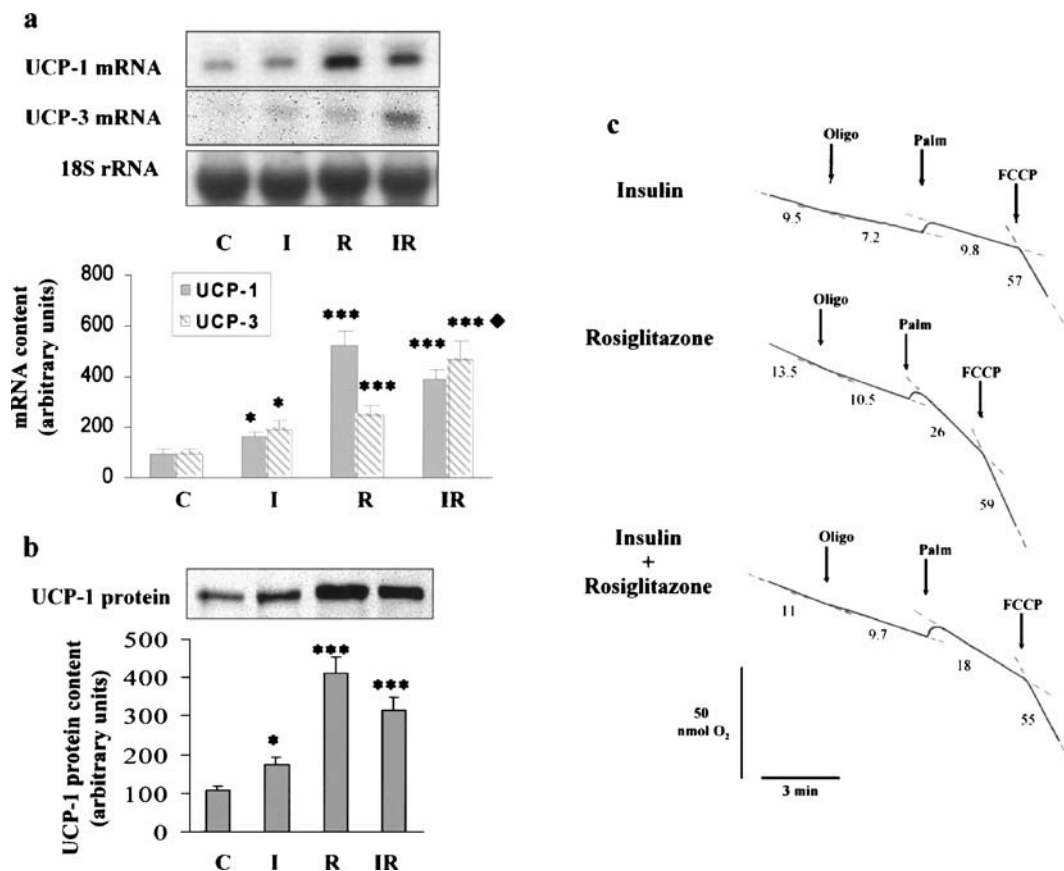 a
UCP-1 mRNA
UCP-3 mRNA
18S rRNA
C I R IR
mRNA content
(arbitrary units)
800
600
400
200
0
UCP-1
UCP-3
* *
*** ***
*** ***◆
C I R IR
b
UCP-1 protein
UCP-1 protein content
(arbitrary units)
500
400
300
200
100
0
*
***
***
C I R IR
c
Insulin
Oligo
Palm
FCCP
9.5
7.2
9.8
57
Rosiglitazone
Oligo
Palm
FCCP
13.5
10.5
26
59
Insulin
+
Rosiglitazone
Oligo
Palm
FCCP
11
9.7
18
55
50
nmol O₂
3 min